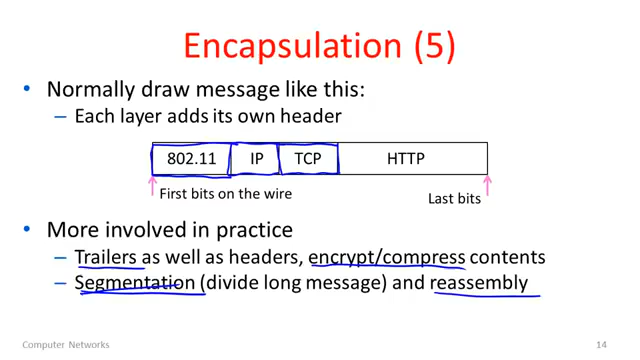 Encapsulation (5)
• Normally draw message like this:
– Each layer adds its own header
802.11 IP TCP HTTP
First bits on the wire
Last bits
• More involved in practice
– Trailers as well as headers, encrypt/compress contents
– Segmentation (divide long message) and reassembly
Computer Networks
14